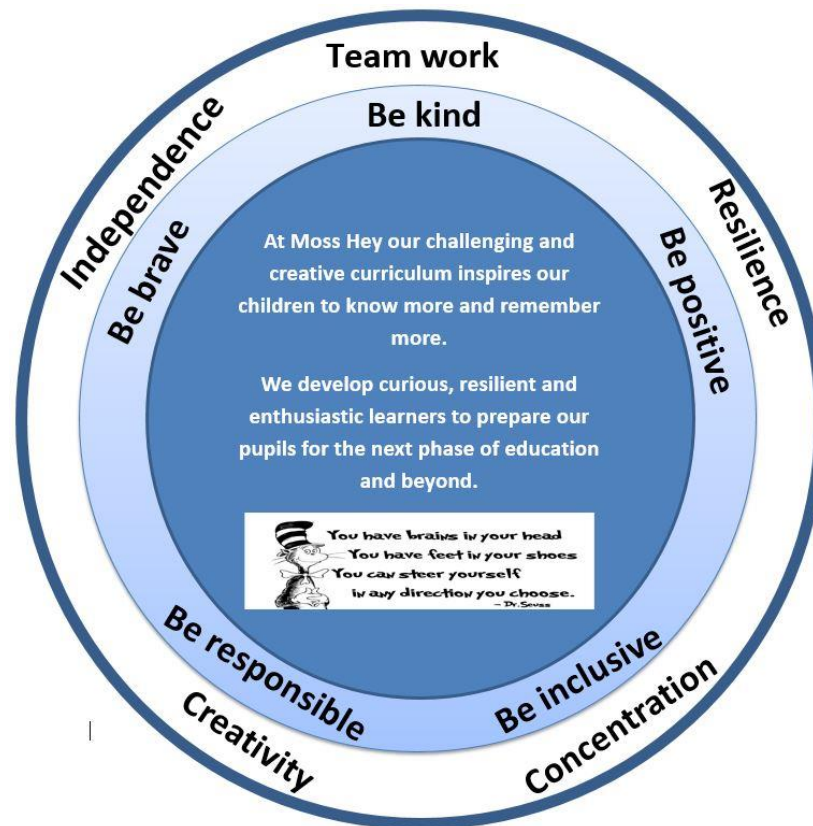 Team work
Independence
Resilience
Be kind
Be brave
Be positive
At Moss Hey our challenging and
creative curriculum inspires our
children to know more and remember
more.
We develop curious, resilient and
enthusiastic learners to prepare our
pupils for the next phase of education
and beyond.
You have brains in your head
You have feet in your shoes
You can steer yourself
in any direction you choose.
~ Dr. Seuss
Be responsible
Be inclusive
Creativity
Concentration